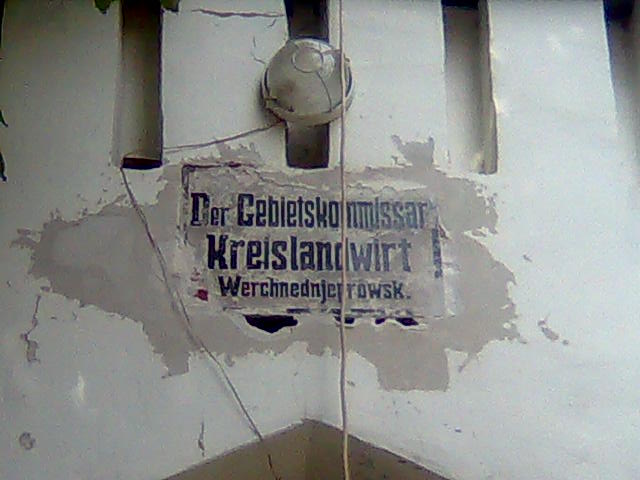 Der Gebietskommissar
Kreislandwirt
Werchnednjeprowsk.